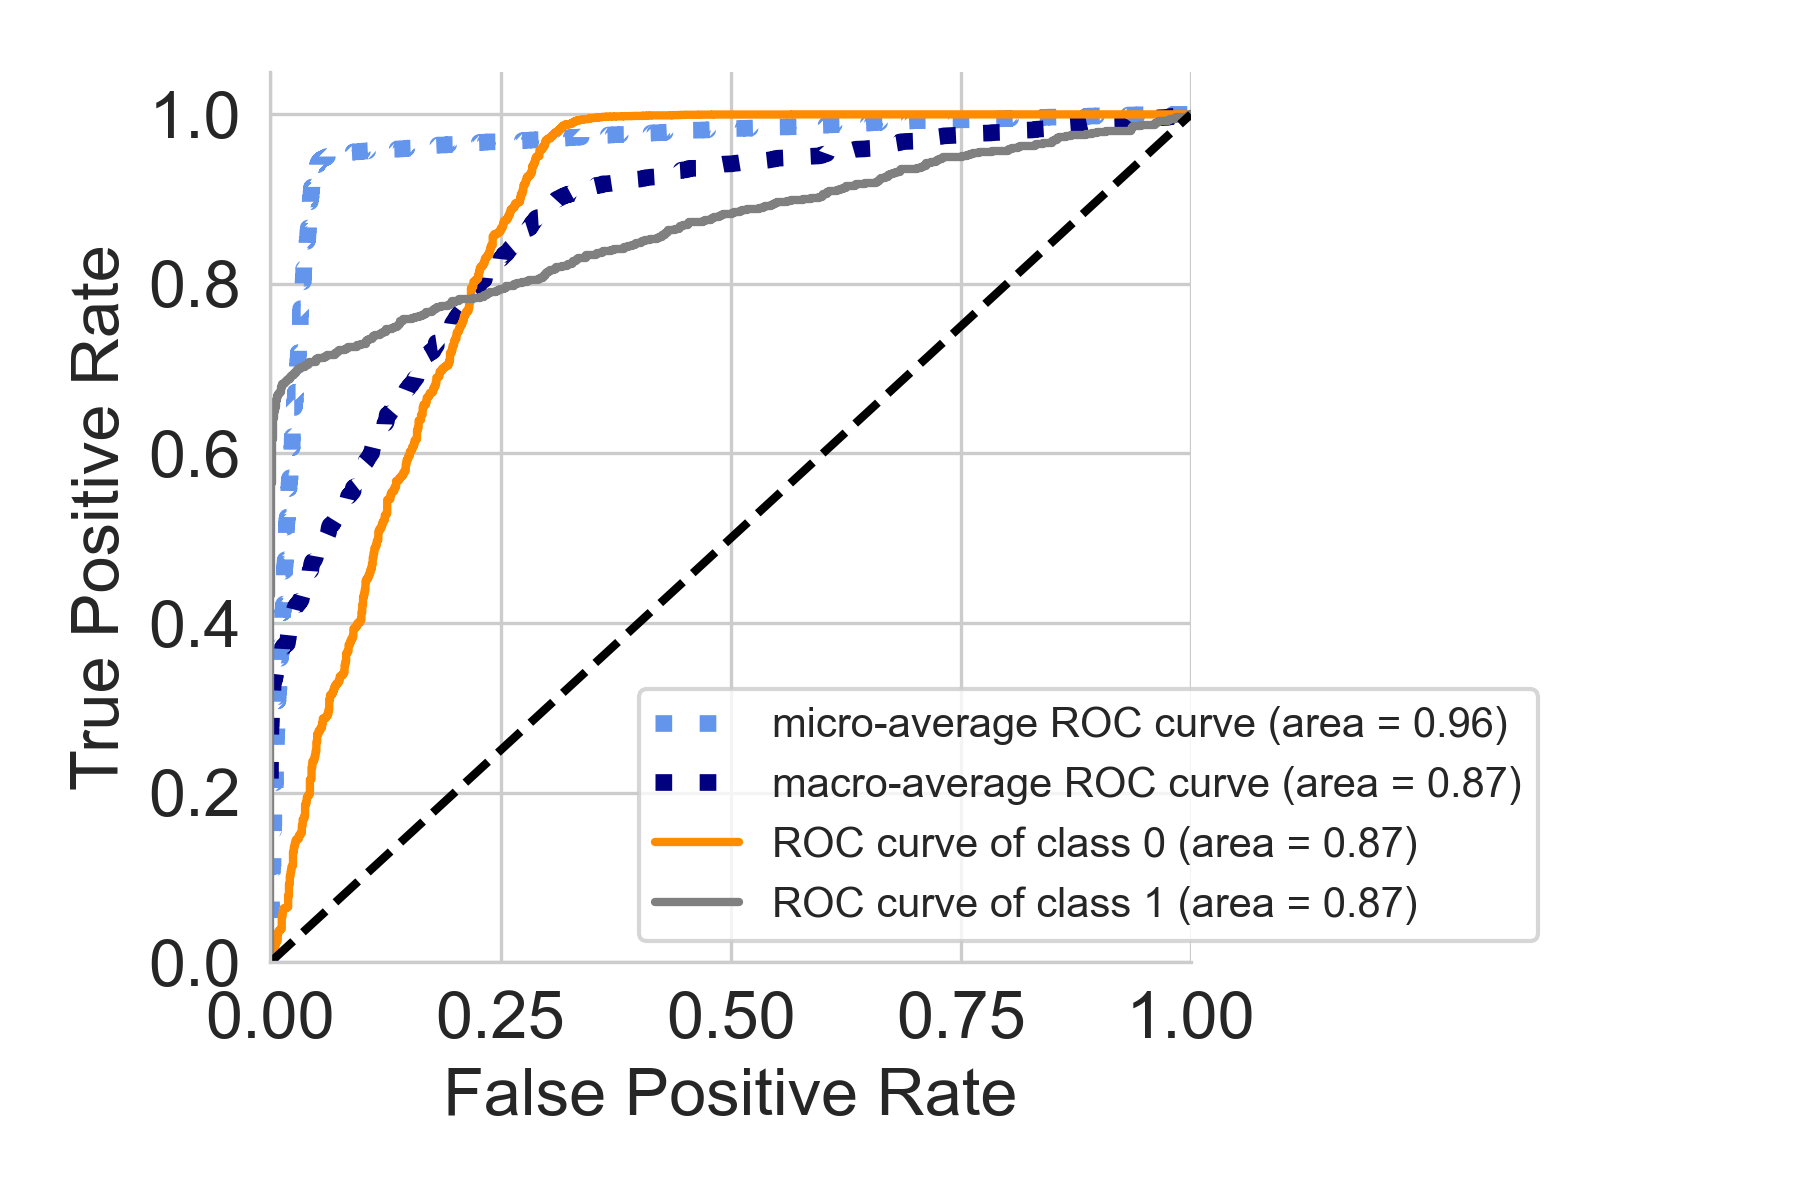 True Positive Rate
1.0
0.8
0.6
0.4
0.2
0.0
micro-average ROC curve (area = 0.96)
macro-average ROC curve (area = 0.87)
ROC curve of class 0 (area = 0.87)
ROC curve of class 1 (area = 0.87)
0.00 0.25 0.50 0.75 1.00
False Positive Rate